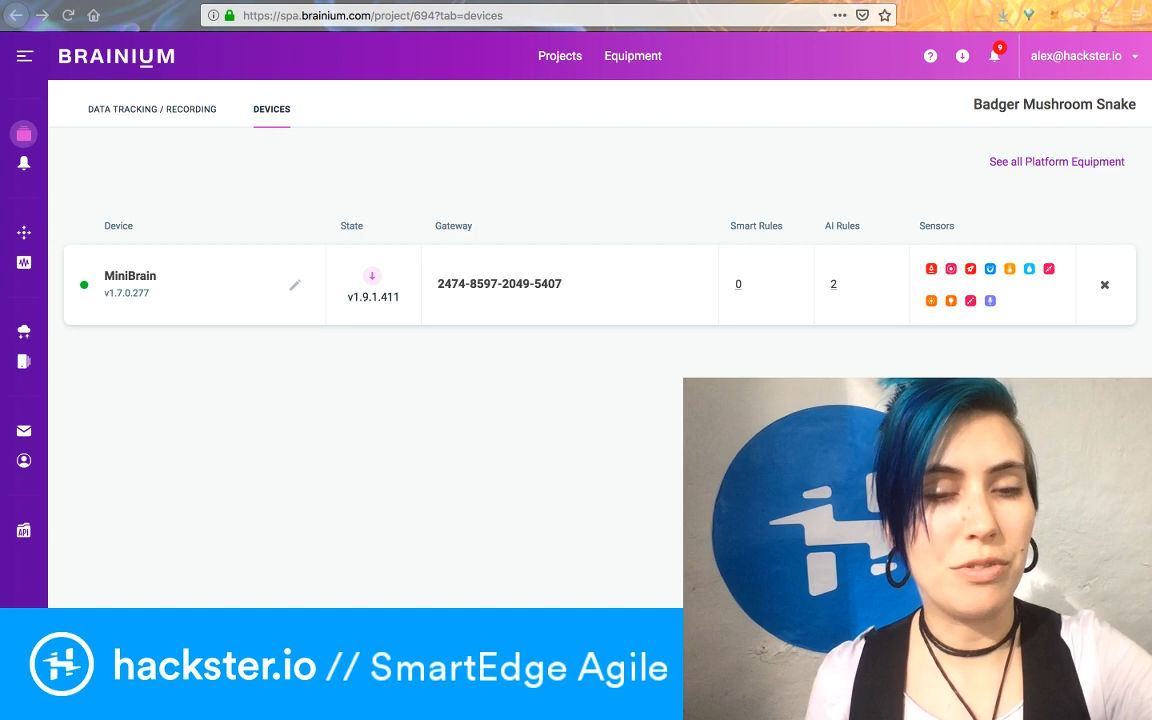 https://spa.brainium.com/project/694?tab=devices
BRAINIUM
Projects
Equipment
9
alex@hackster.io
DATA TRACKING / RECORDING
DEVICES
Badger Mushroom Snake
See all Platform Equipment
Device
State
Gateway
Smart Rules
AI Rules
Sensors
MiniBrain
v1.7.0.277
v1.9.1.411
2474-8597-2049-5407
0
2
API
hackster.io // SmartEdge Agile